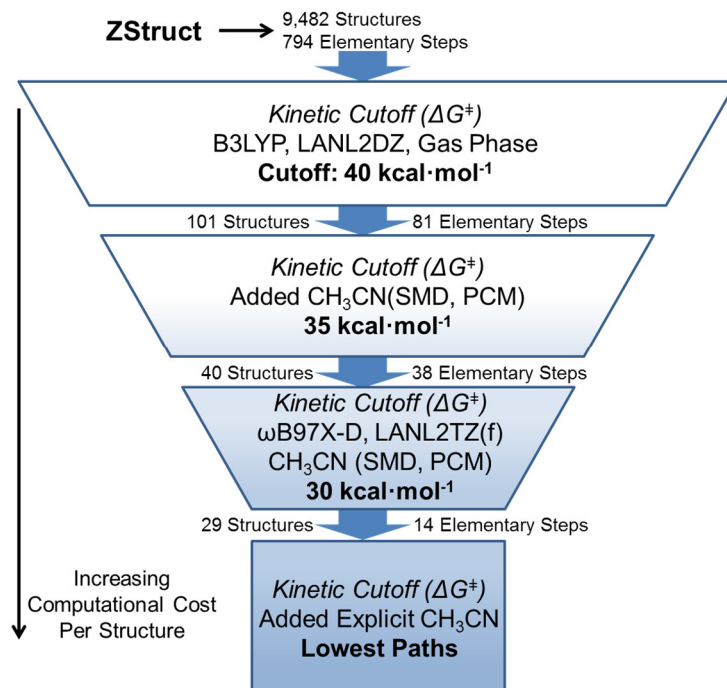 ZStruct
9,482 Structures
794 Elementary Steps
Kinetic Cutoff (ΔG‡)
B3LYP, LANL2DZ, Gas Phase
Cutoff: 40 kcal·mol⁻¹
101 Structures
81 Elementary Steps
Kinetic Cutoff (ΔG‡)
Added CH₃CN(SMD, PCM)
35 kcal·mol⁻¹
40 Structures
38 Elementary Steps
Kinetic Cutoff (ΔG‡)
ωB97X-D, LANL2TZ(f)
CH₃CN (SMD, PCM)
30 kcal·mol⁻¹
29 Structures
14 Elementary Steps
Kinetic Cutoff (ΔG‡)
Added Explicit CH₃CN
Lowest Paths
Increasing
Computational Cost
Per Structure